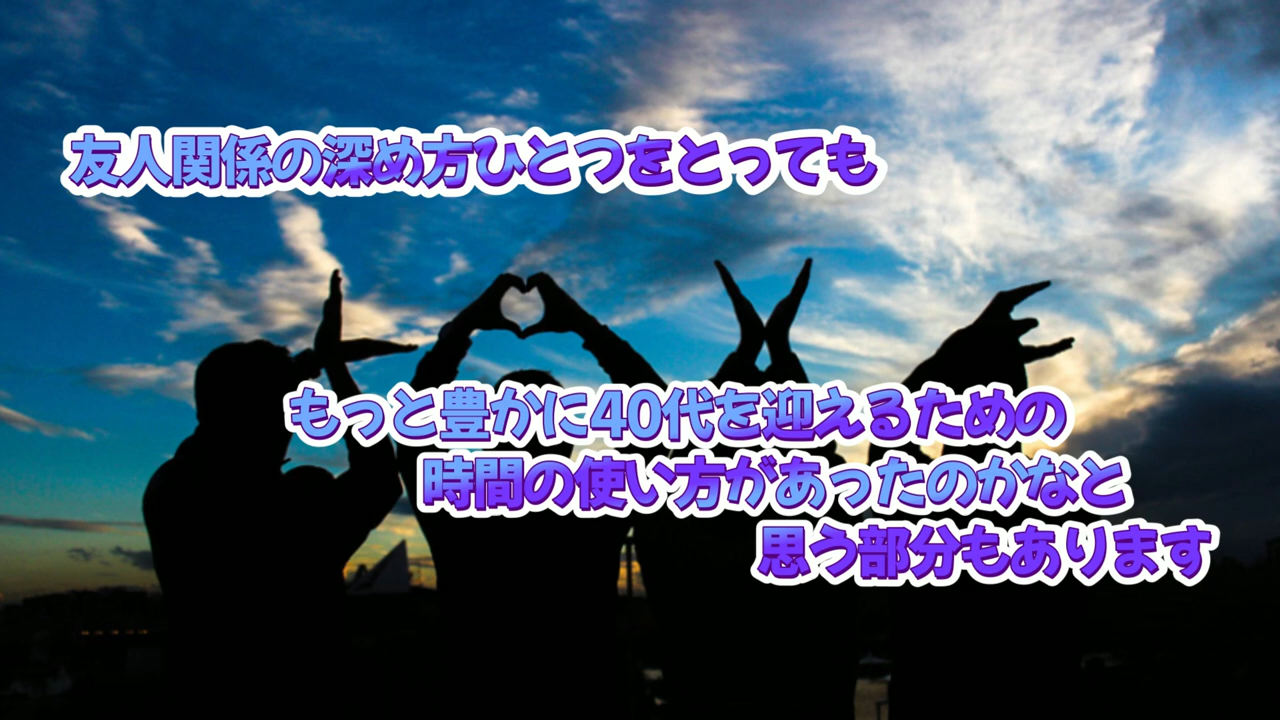 友人関係の深め方ひとつをとっても
もっと豊かに40代を迎えるための
時間の使い方があったのかなと
思う部分もあります